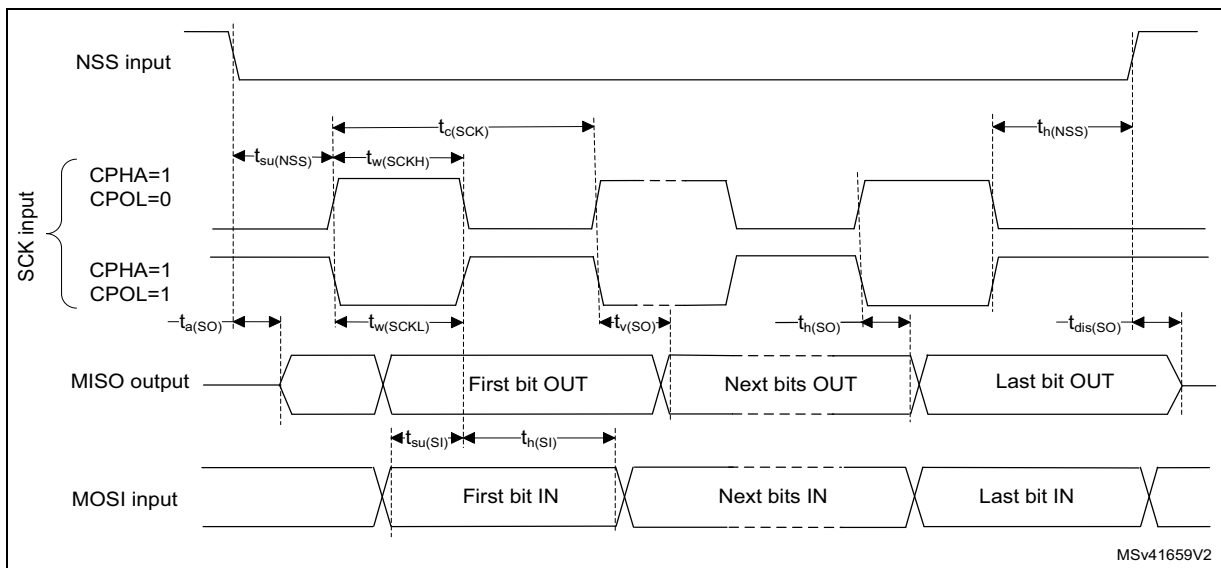 NSS input
tc(SCK)
th(NSS)
tsu(NSS)
tw(SCKH)
SCK input
CPHA=1
CPOL=0
CPHA=1
CPOL=1
ta(SO)
tw(SCKL)
tv(SO)
th(SO)
tdis(SO)
MISO output
First bit OUT
Next bits OUT
Last bit OUT
tsu(SI)
th(SI)
MOSI input
First bit IN
Next bits IN
Last bit IN
MSv41659V2